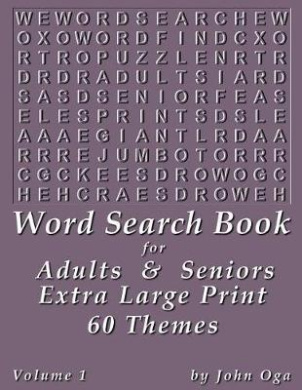 WEWORDSEARCHEW
OXOWORDFINDCXO
RTROPUZZLENRTR
DRDRADULTSIARD
SASDSENIORFEAS
ELESPRINTSDSLE
AAAEGIANTLRDAA
RRREJUMBOTORRR
CGCKEESDROWOGC
HEHCRAESDROWEH
Word Search Book
for
Adults & Seniors
Extra Large Print
60 Themes
Volume 1 by John Oga